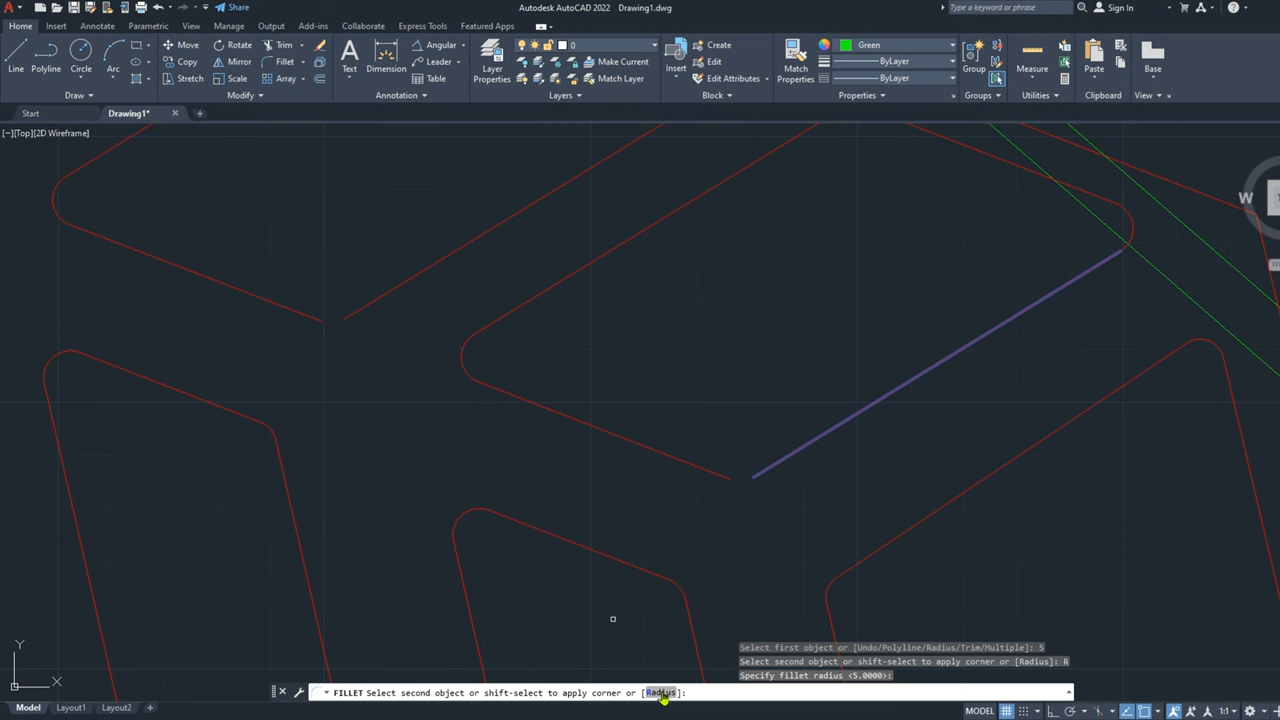 Share
Autodesk AutoCAD 2022 Drawing1.dwg
Type a keyword or phrase
Sign In
Home Insert Annotate Parametric View Manage Output Add-ins Collaborate Express Tools Featured Apps
Line Polyline Circle Arc
Move Rotate Trim
Copy Mirror Fillet
Stretch Scale Array
Text Dimension
Angular
Leader
Table
Layer
Properties
0
Make Current
Match Layer
Insert
Create
Edit
Edit Attributes
Match
Properties
Green
ByLayer
ByLayer
Group
Measure
Paste
Base
Draw Modify Annotation Layers Block Properties Groups Utilities Clipboard View
Start Drawing1*
[−][Top][2D Wireframe]
W
Select first object or [Undo/Polyline/Radius/Trim/Multiple]: 5
Select second object or shift-select to apply corner or [Radius]: R
Specify fillet radius <5.0000>:
Y
X
FILLET Select second object or shift-select to apply corner or [Radius]:
Model Layout1 Layout2
MODEL
1:1